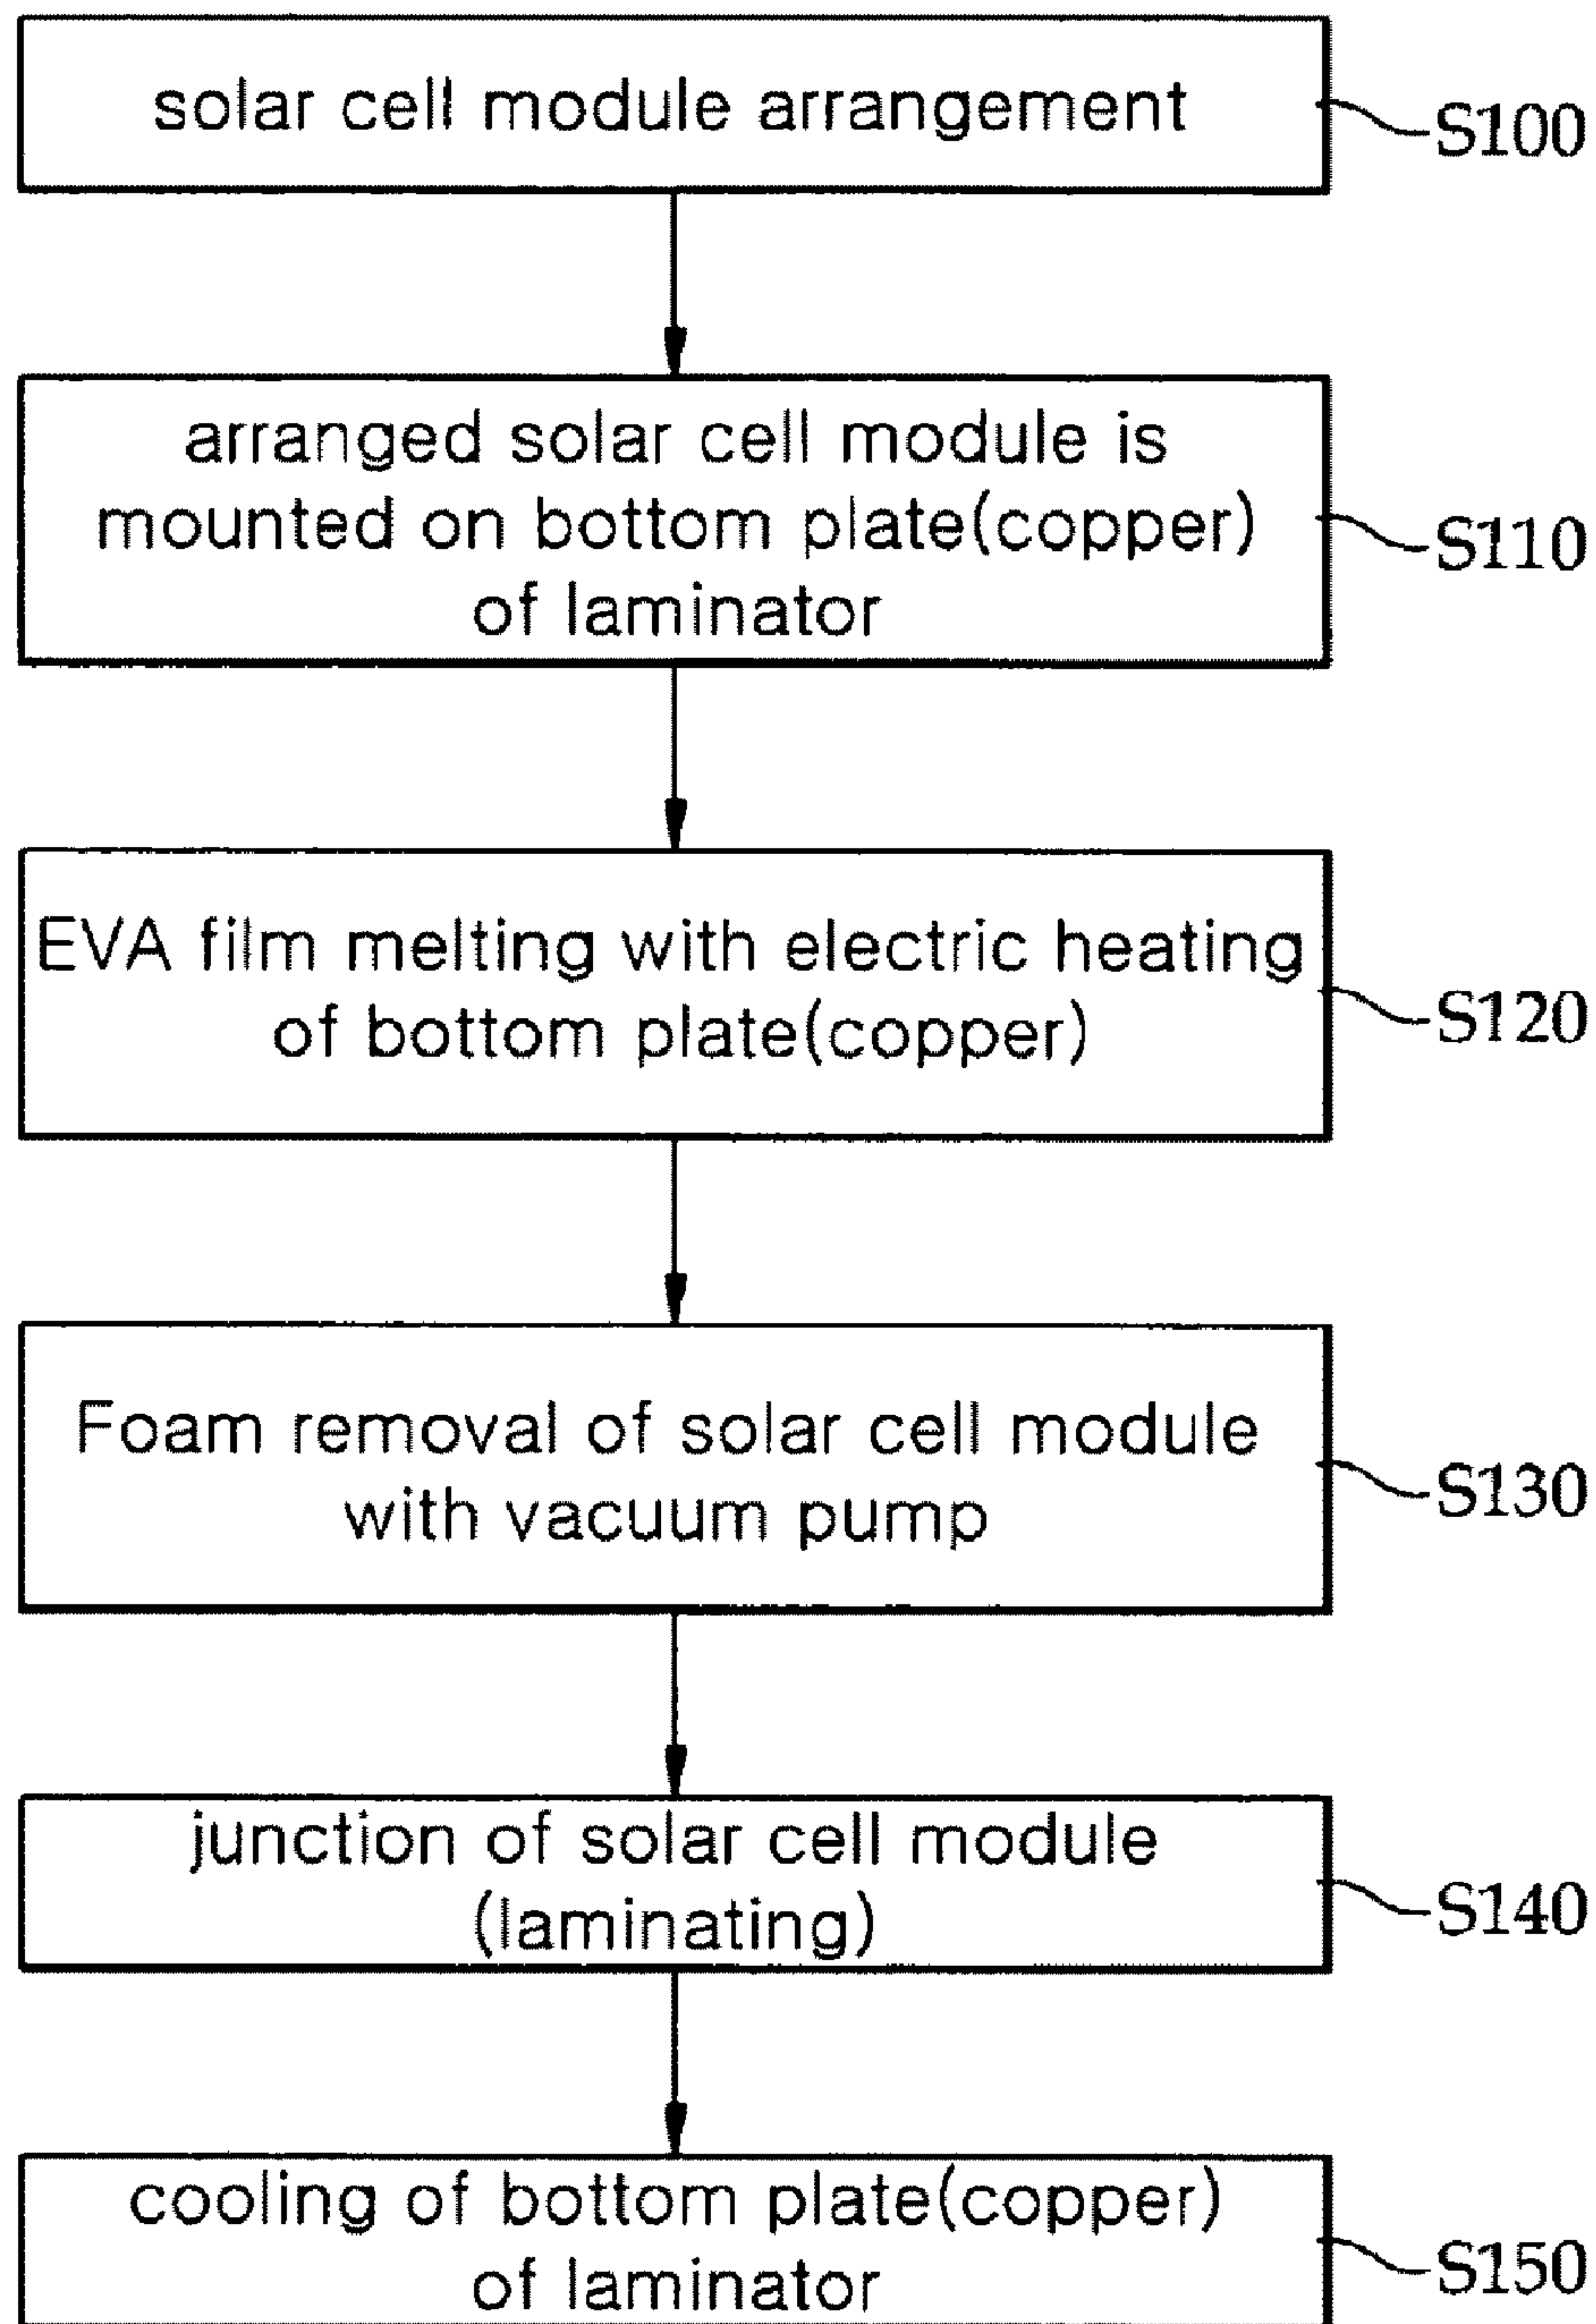 solar cell module arrangement
S100
arranged solar cell module is
mounted on bottom plate(copper)
of laminator
S110
EVA film melting with electric heating
of bottom plate(copper)
S120
Foam removal of solar cell module
with vacuum pump
S130
junction of solar cell module
(laminating)
S140
cooling of bottom plate(copper)
of laminator
S150